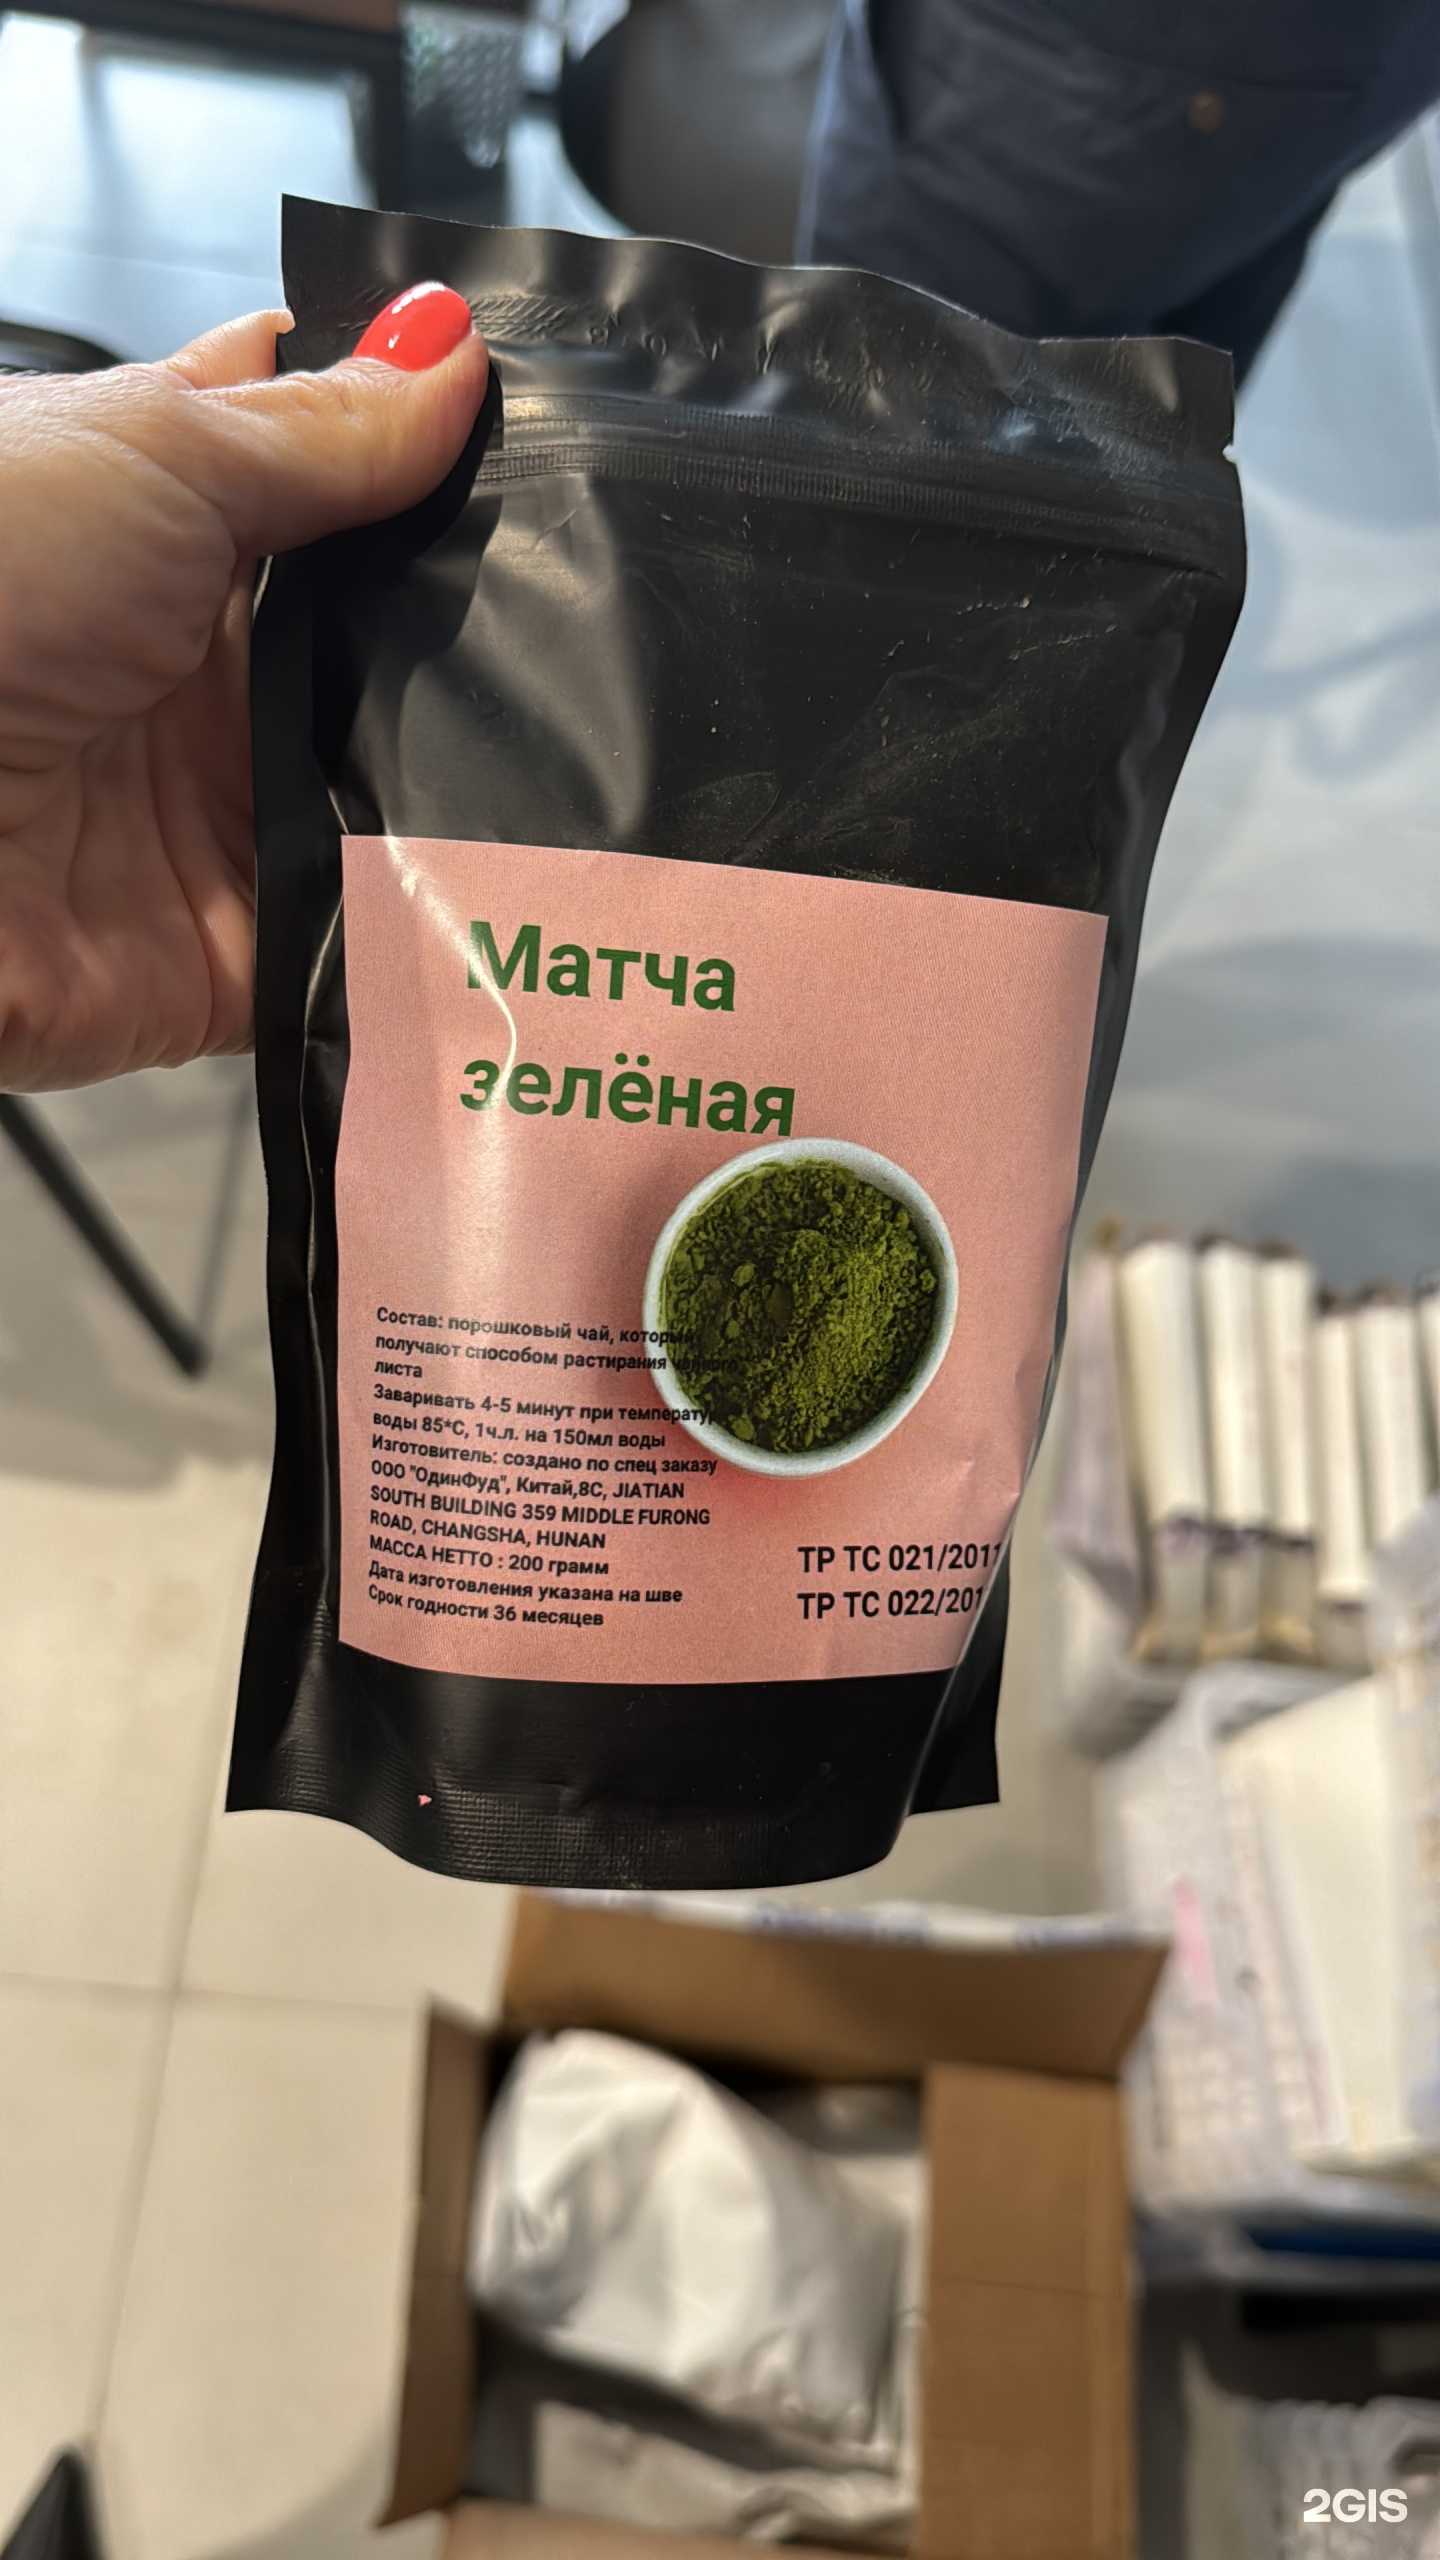 Матча
зелёная
Состав: порошковый чай, который
получают способом растирания чайного
листа
Заваривать 4-5 минут при температу
воды 85*С, 1ч.л. на 150мл воды
Изготовитель: создано по спец заказу
ООО "ОдинФуд", Китай,8С, JIATIAN
SOUTH BUILDING 359 MIDDLE FURONG
ROAD, CHANGSHA, HUNAN
МАССА НЕТТО : 200 грамм
Дата изготовления указана на шве
Срок годности 36 месяцев
ТР ТС 021/2011
ТР ТС 022/201
2GIS